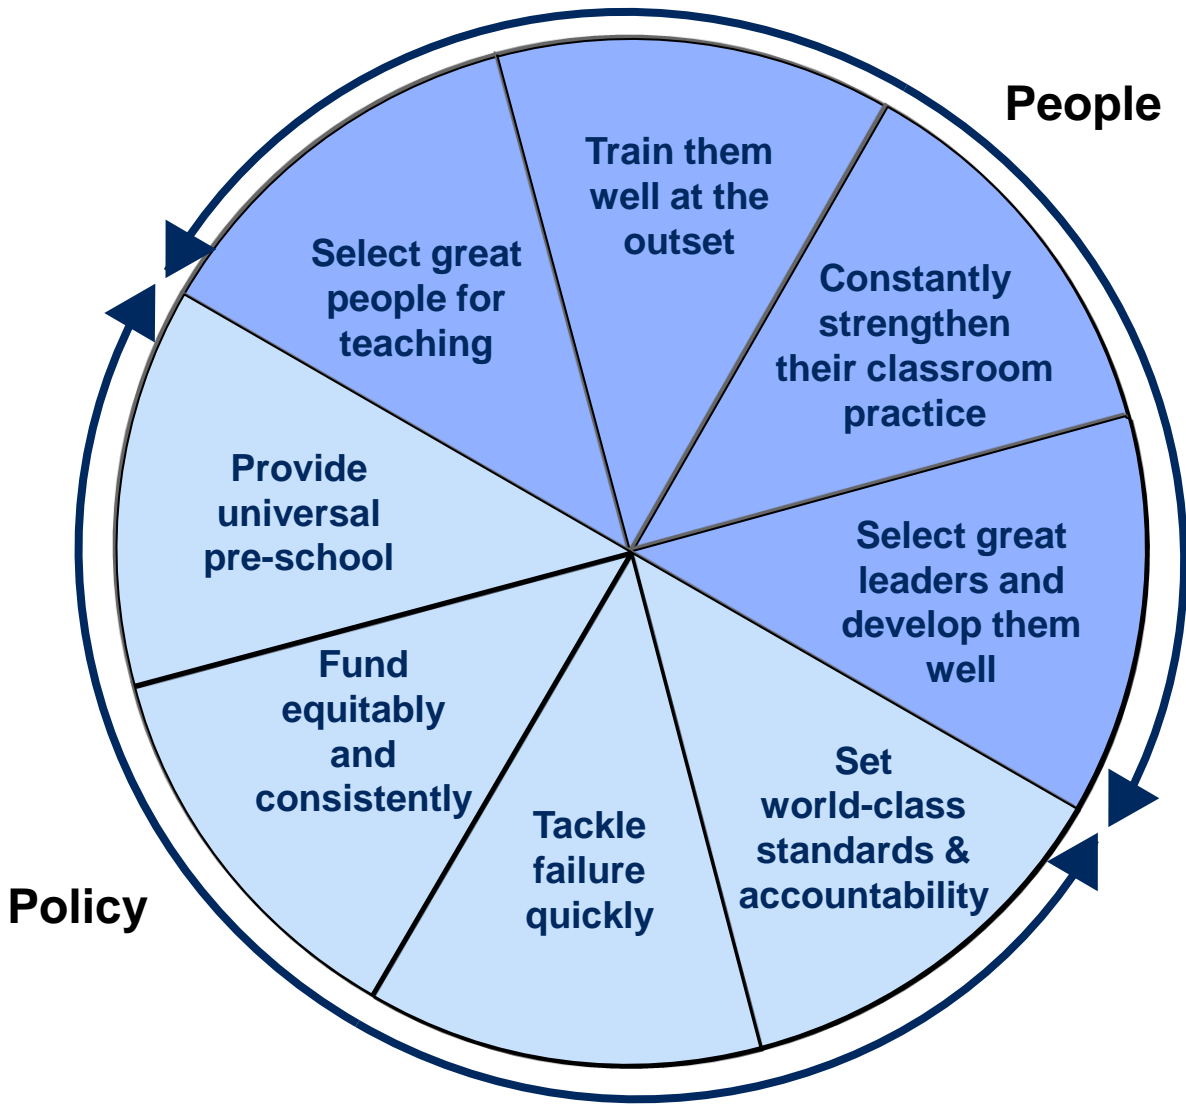 People
Train them
well at the
outset
Select great
people for
teaching
Constantly
strengthen
their classroom
practice
Provide
universal
pre-school
Select great
leaders and
develop them
well
Fund
equitably
and
consistently
Set
world-class
standards &
accountability
Tackle
failure
quickly
Policy